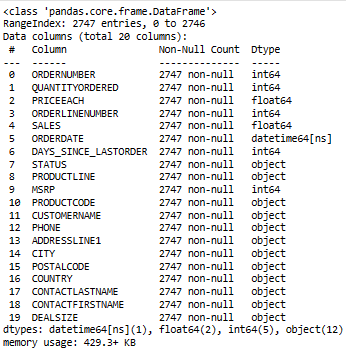 <class 'pandas.core.frame.DataFrame'>
RangeIndex: 2747 entries, 0 to 2746
Data columns (total 20 columns):
 #   Column             Non-Null Count  Dtype
---  ------             --------------  -----
 0   ORDERNUMBER        2747 non-null   int64
 1   QUANTITYORDERED    2747 non-null   int64
 2   PRICEEACH          2747 non-null   float64
 3   ORDERLINENUMBER    2747 non-null   int64
 4   SALES              2747 non-null   float64
 5   ORDERDATE          2747 non-null   datetime64[ns]
 6   DAYS_SINCE_LASTORDER  2747 non-null   int64
 7   STATUS             2747 non-null   object
 8   PRODUCTLINE        2747 non-null   object
 9   MSRP               2747 non-null   int64
 10  PRODUCTCODE        2747 non-null   object
 11  CUSTOMERNAME       2747 non-null   object
 12  PHONE              2747 non-null   object
 13  ADDRESSLINE1       2747 non-null   object
 14  CITY               2747 non-null   object
 15  POSTALCODE         2747 non-null   object
 16  COUNTRY            2747 non-null   object
 17  CONTACTLASTNAME    2747 non-null   object
 18  CONTACTFIRSTNAME   2747 non-null   object
 19  DEALSIZE           2747 non-null   object
dtypes: datetime64[ns](1), float64(2), int64(5), object(12)
memory usage: 429.3+ KB